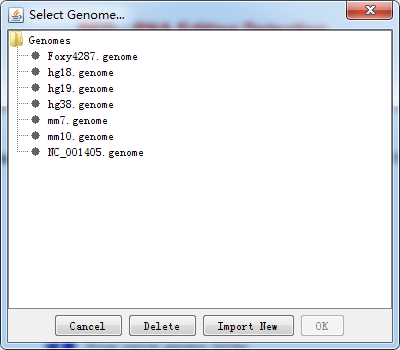 Select Genome...
Genomes
Foxy4287.genome
hg18.genome
hg19.genome
hg38.genome
mm7.genome
mm10.genome
NC_001405.genome
Cancel Delete Import New OK